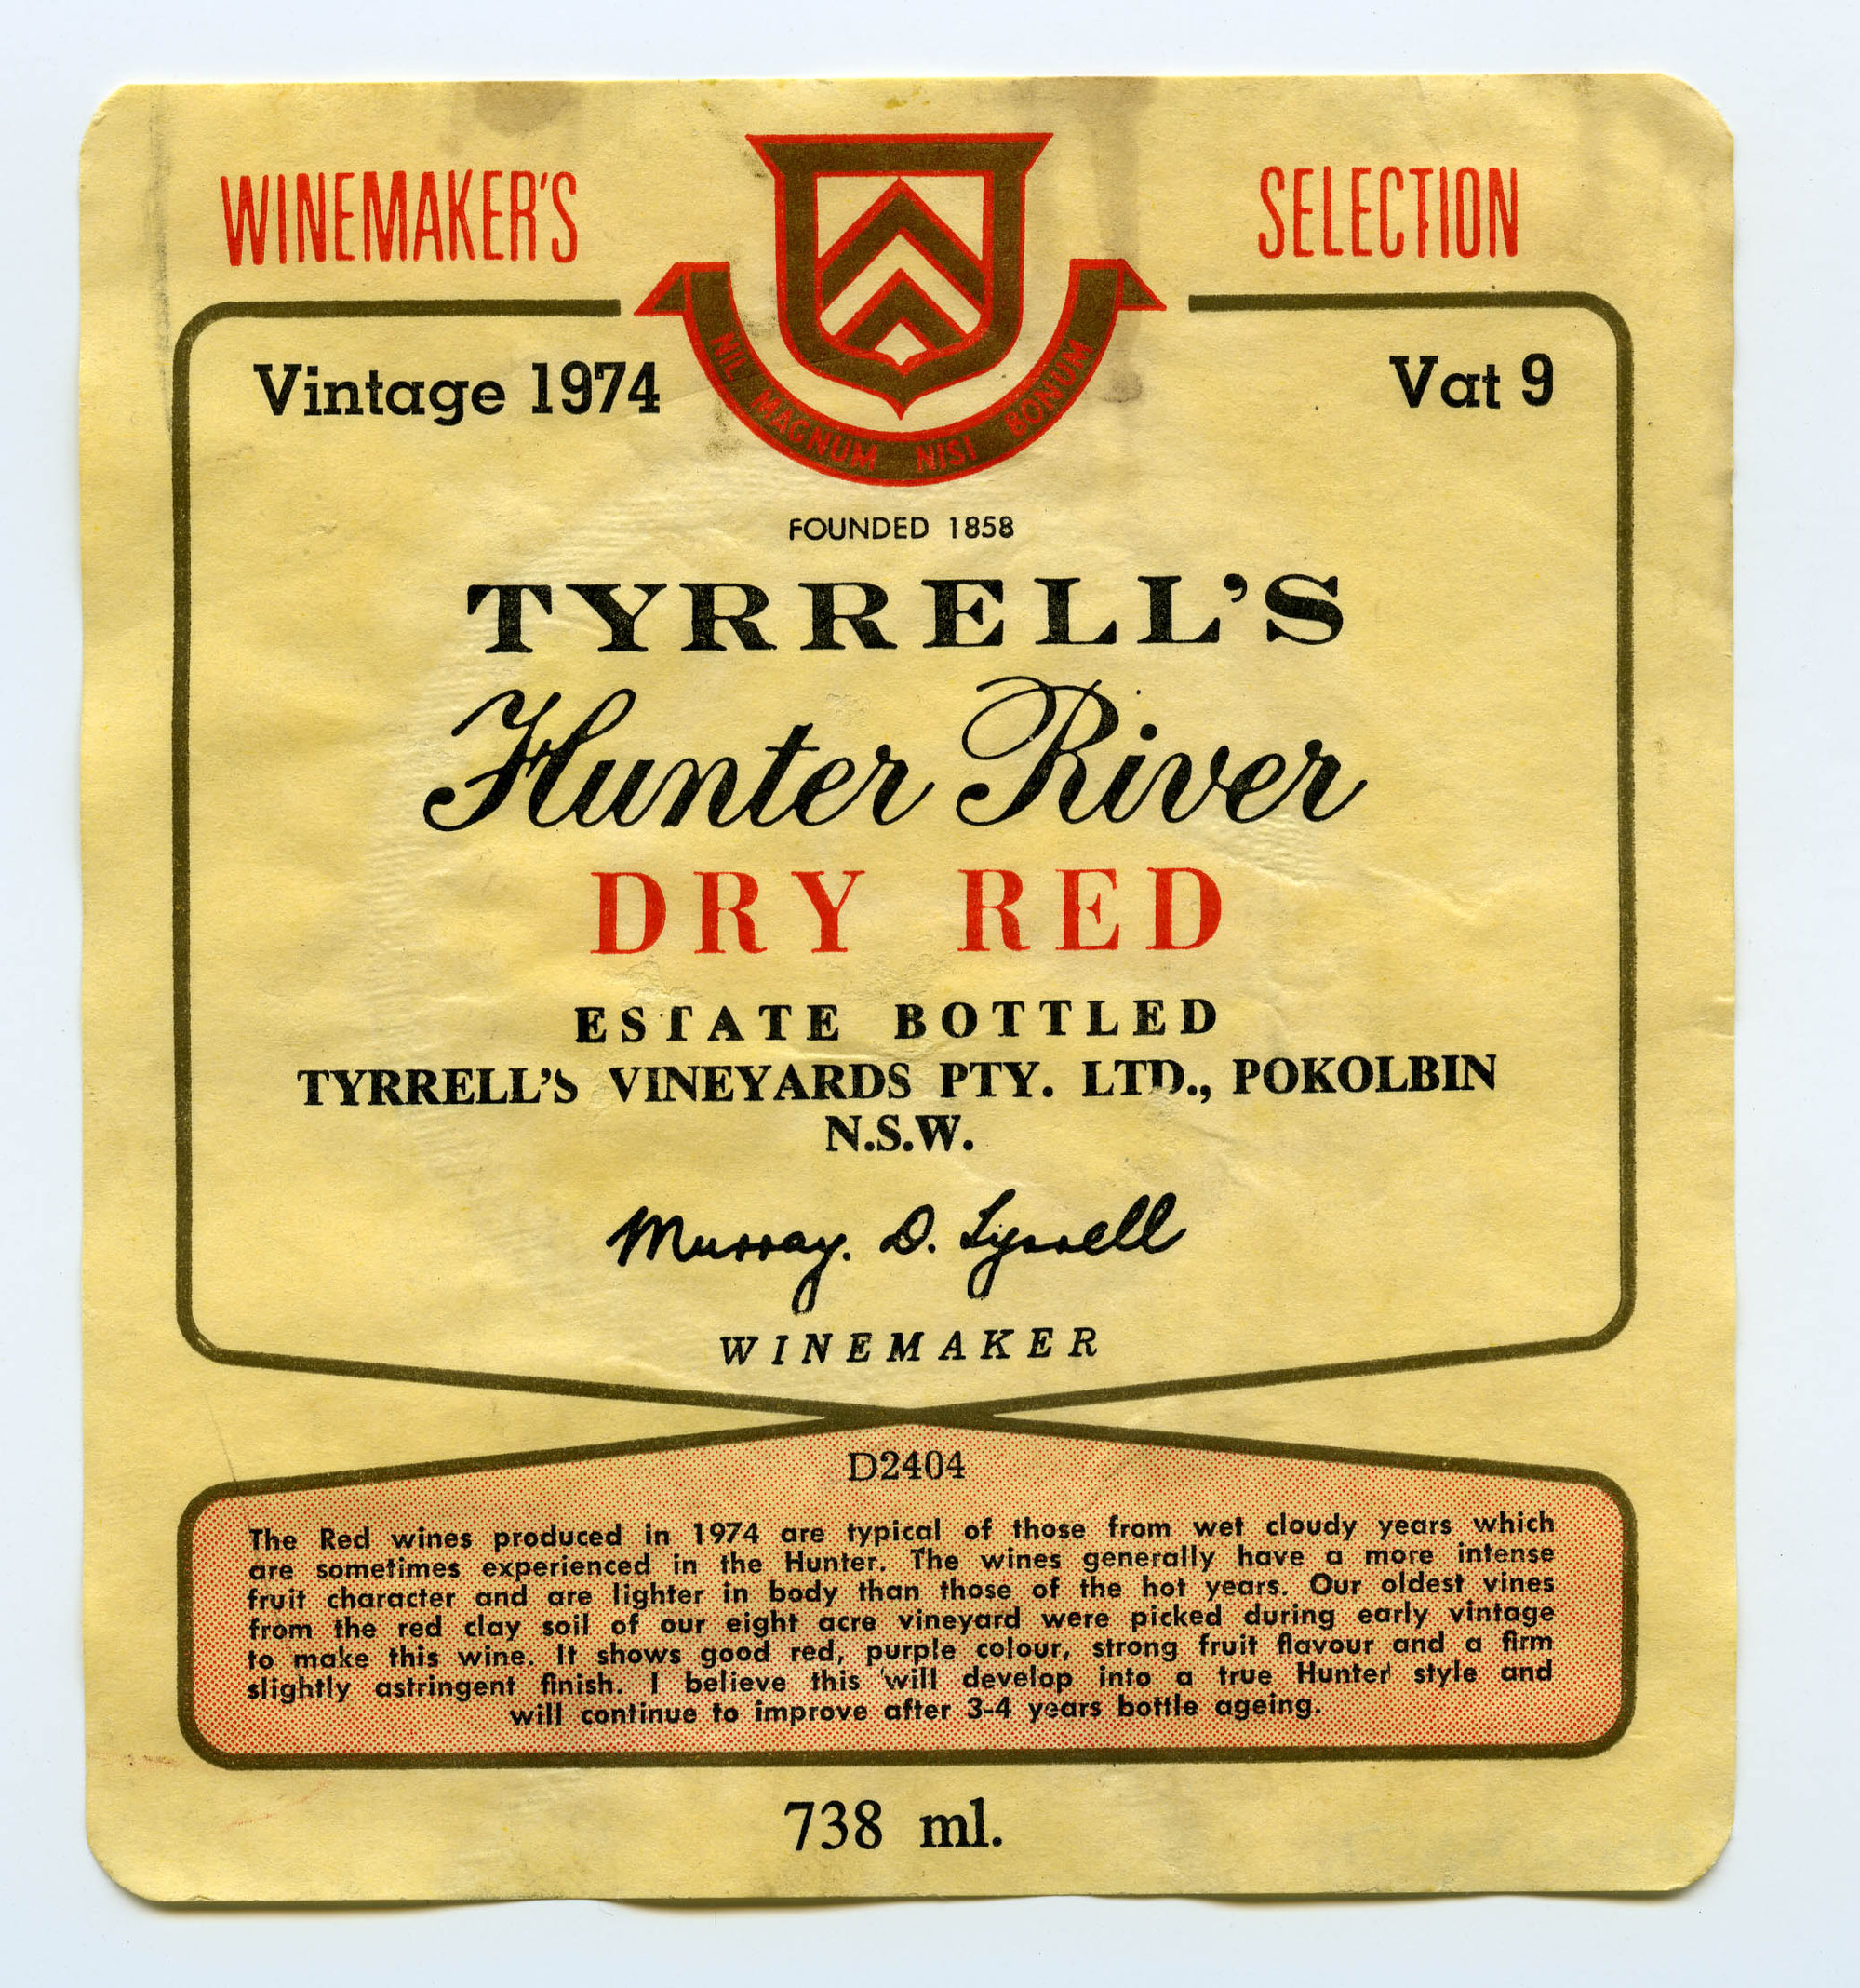 WINEMAKER'S SELECTION
NIL MAGNUM NISI BONUM
Vintage 1974 Vat 9
FOUNDED 1858
TYRRELL'S
Hunter River
DRY RED
ESTATE BOTTLED
TYRRELL'S VINEYARDS PTY. LTD., POKOLBIN
N.S.W.
Murray. D. Tyrrell
WINEMAKER
D2404
The Red wines produced in 1974 are typical of those from wet cloudy years which
are sometimes experienced in the Hunter. The wines generally have a more intense
fruit character and are lighter in body than those of the hot years. Our oldest vines
from the red clay soil of our eight acre vineyard were picked during early vintage
to make this wine. It shows good red, purple colour, strong fruit flavour and a firm
slightly astringent finish. I believe this will develop into a true Hunter style and
will continue to improve after 3-4 years bottle ageing.
738 ml.